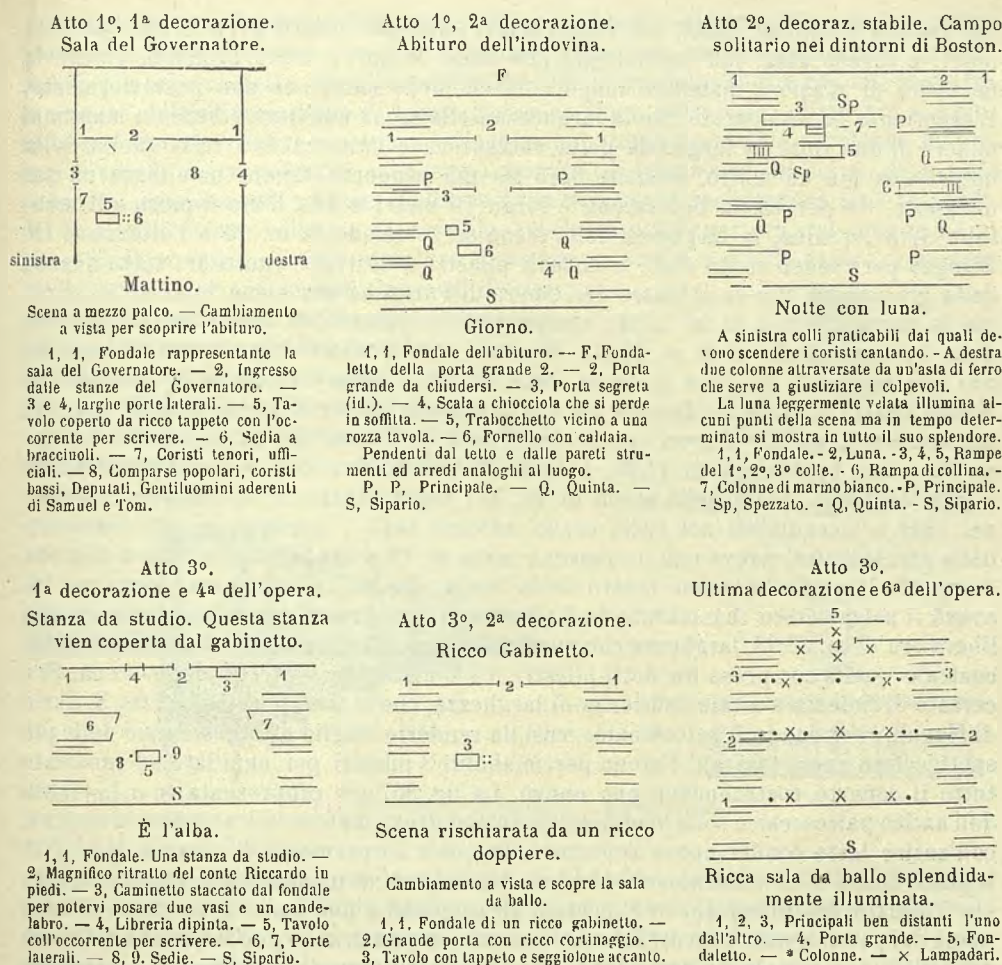 Atto 1º, 1ª decorazione.
Sala del Governatore.
1 2 1
3 8 4
7 5 6
sinistra destra
Mattino.
Scena a mezzo palco. — Cambiamento
a vista per scoprire l'abituro.
1, 1, Fondale rappresentante la
sala del Governatore. — 2, Ingresso
dalle stanze del Governatore. —
3 e 4, larghe porte laterali. — 5, Ta-
volo coperto da ricco tappeto con l'oc-
corrente per scrivere. — 6, Sedia a
bracciuoli. — 7, Coristi tenori, uffi-
ciali. — 8, Comparse popolari, coristi
bassi, Deputati, Gentiluomini aderenti
di Samuel e Tom.
Atto 1º, 2ª decorazione.
Abituro dell'indovina.
F
1 2 1
P P
3
5
Q Q
6
Q 4 Q
S
Giorno.
1, 1, Fondale dell'abituro. — F, Fonda-
letto della porta grande 2. — 2, Porta
grande da chiudersi. — 3, Porta segreta
(id.). — 4, Scala a chiocciola che si perde
in soffitta. — 5, Trabocchetto vicino a una
rozza tavola. — 6, Fornello con caldaia.
Pendenti dal tetto e dalle pareti stru-
menti ed arredi analoghi al luogo.
P, P, Principale. — Q, Quinta. —
S, Sipario.
Atto 2º, decoraz. stabile. Campo
solitario nei dintorni di Boston.
1 2 1
3 Sp
4 7 P
5
Q Sp Q
6
P P
Q Q
P P
S
Notte con luna.
A sinistra colli praticabili dai quali de-
vono scendere i coristi cantando. - A destra
due colonne attraversate da un'asta di ferro
che serve a giustiziare i colpevoli.
La luna leggermente velata illumina al-
cuni punti della scena ma in tempo deter-
minato si mostra in tutto il suo splendore.
1, 1, Fondale. - 2, Luna. - 3, 4, 5, Rampe
del 1º, 2º, 3º colle. - 6, Rampa di collina. -
7, Colonne di marmo bianco. - P, Principale.
- Sp, Spezzato. - Q, Quinta. - S, Sipario.
Atto 3º.
1ª decorazione e 4ª dell'opera.
Stanza da studio. Questa stanza
vien coperta dal gabinetto.
1 4 2 3 1
6 7
8 5 9
S
È l'alba.
1, 1, Fondale. Una stanza da studio. —
2, Magnifico ritratto del conte Riccardo in
piedi. — 3, Caminetto staccato dal fondale
per potervi posare due vasi e un cande-
labro. — 4, Libreria dipinta. — 5, Tavolo
coll'occorrente per scrivere. — 6, 7, Porte
laterali. — 8, 9. Sedie. — S, Sipario.
Atto 3º, 2ª decorazione.
Ricco Gabinetto.
1 2 1
3
Scena rischiarata da un ricco
doppiere.
Cambiamento a vista e scopre la sala
da ballo.
1, 1, Fondale di un ricco gabinetto.
2, Grande porta con ricco cortinaggio.
3, Tavolo con tappeto e seggiolone accanto.
Atto 3º.
Ultima decorazione e 6ª dell'opera.
5
×
4
3 × × × 3
2 × × 2
1 × × 1
S
Ricca sala da ballo splendida-
mente illuminata.
1, 2, 3, Principali ben distanti l'uno
dall'altro. — 4, Porta grande. — 5, Fon-
daletto. — * Colonne. — × Lampadari.